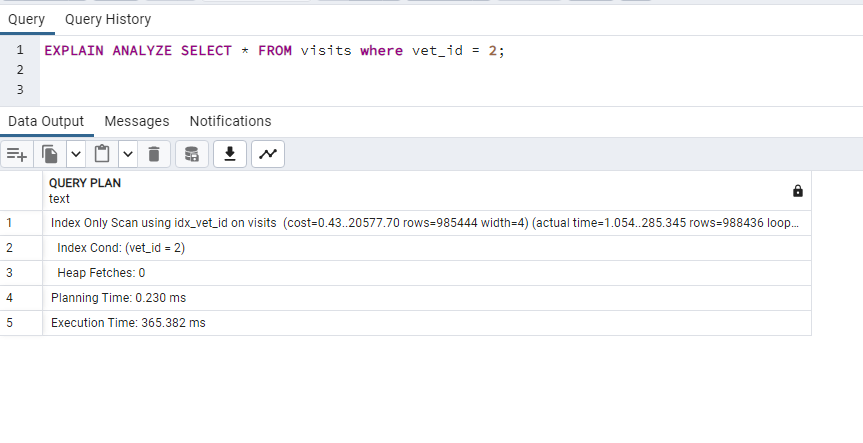 Query Query History
1 EXPLAIN ANALYZE SELECT * FROM visits where vet_id = 2;
2
3
Data Output Messages Notifications
QUERY PLAN
text
1 Index Only Scan using idx_vet_id on visits (cost=0.43..20577.70 rows=985444 width=4) (actual time=1.054..285.345 rows=988436 loop...
2 Index Cond: (vet_id = 2)
3 Heap Fetches: 0
4 Planning Time: 0.230 ms
5 Execution Time: 365.382 ms